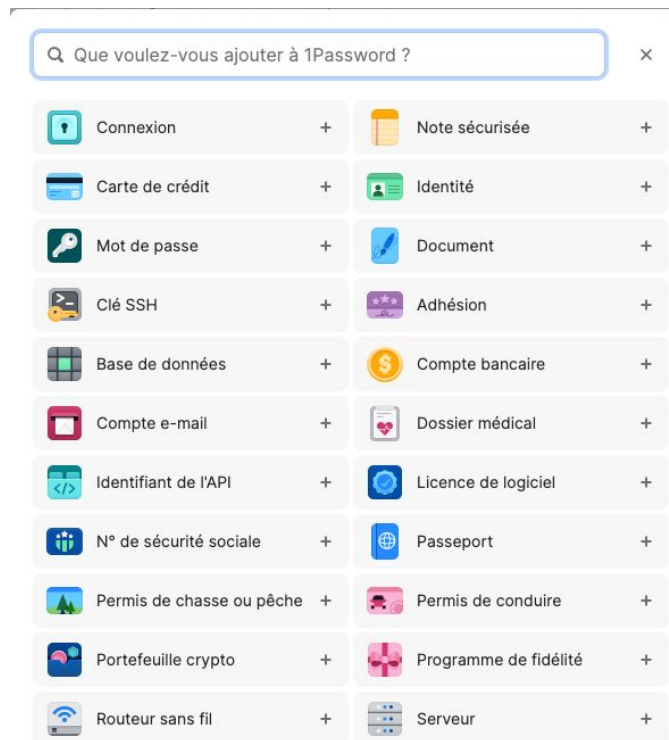 Que voulez-vous ajouter à 1Password ?
Connexion
Note sécurisée
Carte de crédit
Identité
Mot de passe
Document
Clé SSH
Adhésion
Base de données
Compte bancaire
Compte e-mail
Dossier médical
Identifiant de l'API
Licence de logiciel
N° de sécurité sociale
Passeport
Permis de chasse ou pêche
Permis de conduire
Portefeuille crypto
Programme de fidélité
Routeur sans fil
Serveur